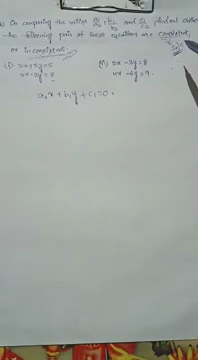 On comparing the ratios a₁/a₂, b₁/b₂ and c₁/c₂, find out whether
the following pair of linear equations are consistent,
or inconsistent.
(i) 3x+2y=5 (ii) 2x-3y=8
2x-3y=7 4x-6y=9.
a₁x+b₁y+c₁=0